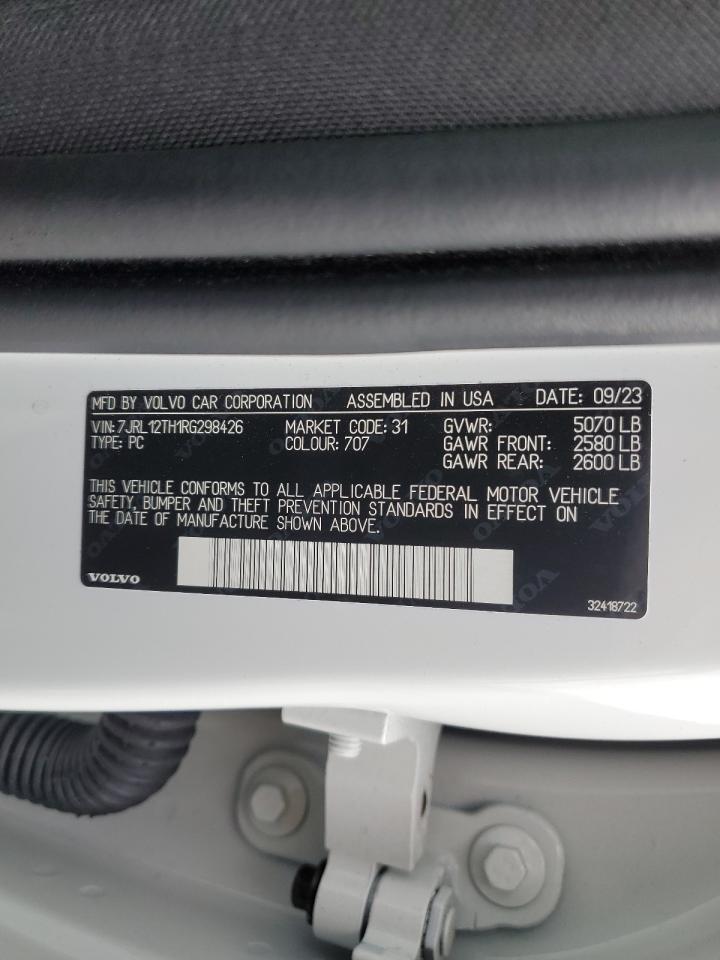 MFD BY VOLVO CAR CORPORATION ASSEMBLED IN USA DATE: 09/23
VIN: 7JRL12TH1RG298426 MARKET CODE: 31 GVWR: 5070 LB
TYPE: PC COLOUR: 707 GAWR FRONT: 2580 LB
GAWR REAR: 2600 LB
THIS VEHICLE CONFORMS TO ALL APPLICABLE FEDERAL MOTOR VEHICLE
SAFETY, BUMPER AND THEFT PREVENTION STANDARDS IN EFFECT ON
THE DATE OF MANUFACTURE SHOWN ABOVE.
VOLVO
32418722